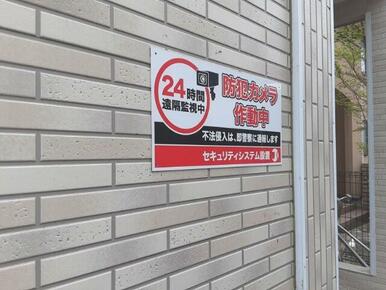 24時間
遠隔監視中
防犯カメラ
作動中
不法侵入は、即警察に通報します
セキュリティシステム設置